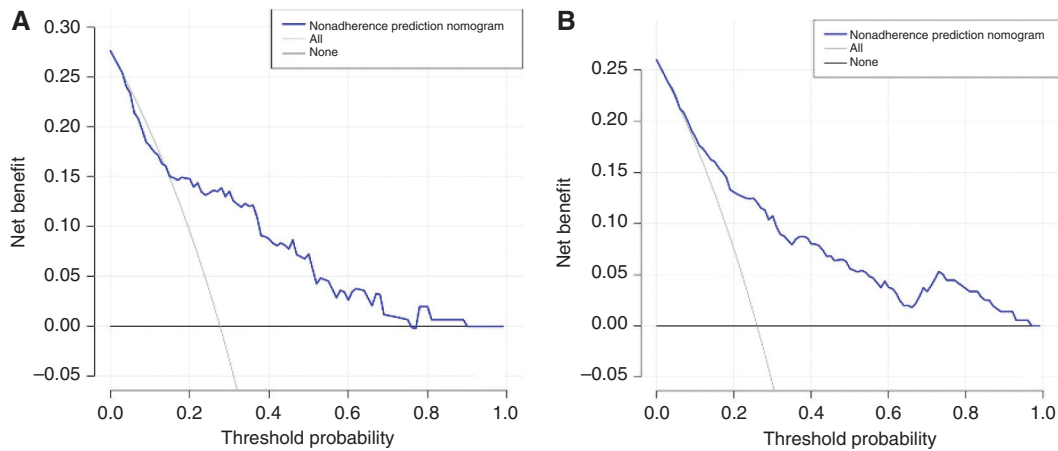 A
0.30
0.25
0.20
0.15
0.10
0.05
0.00
–0.05
Net benefit
Nonadherence prediction nomogram
All
None
0.0 0.2 0.4 0.6 0.8 1.0
Threshold probability
B
0.25
0.20
0.15
0.10
0.05
0.00
–0.05
Net benefit
Nonadherence prediction nomogram
All
None
0.0 0.2 0.4 0.6 0.8 1.0
Threshold probability